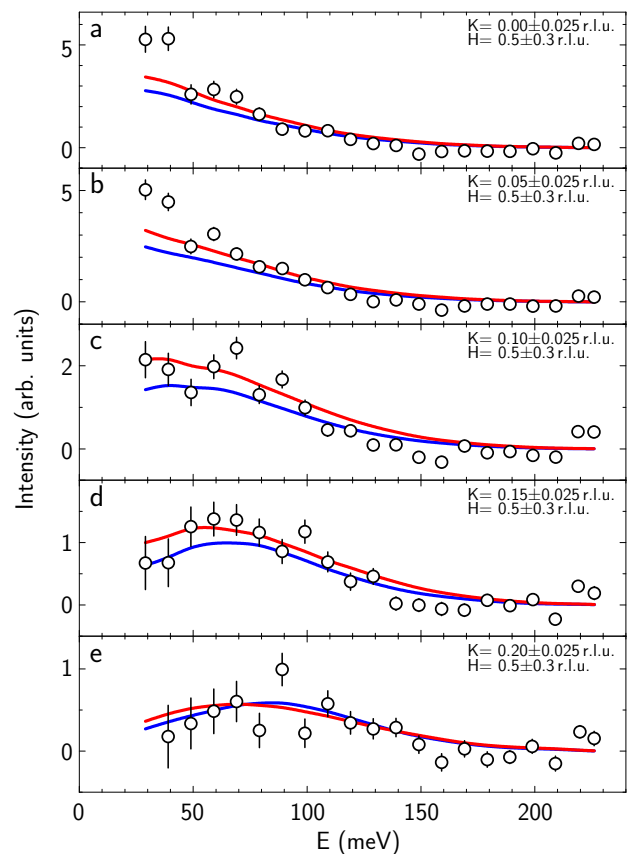 a
K= 0.00±0.025 r.l.u.
H= 0.5±0.3 r.l.u.
5
0
b
K= 0.05±0.025 r.l.u.
H= 0.5±0.3 r.l.u.
5
0
c
K= 0.10±0.025 r.l.u.
H= 0.5±0.3 r.l.u.
2
0
Intensity (arb. units)
d
K= 0.15±0.025 r.l.u.
H= 0.5±0.3 r.l.u.
1
0
e
K= 0.20±0.025 r.l.u.
H= 0.5±0.3 r.l.u.
1
0
0 50 100 150 200
E (meV)